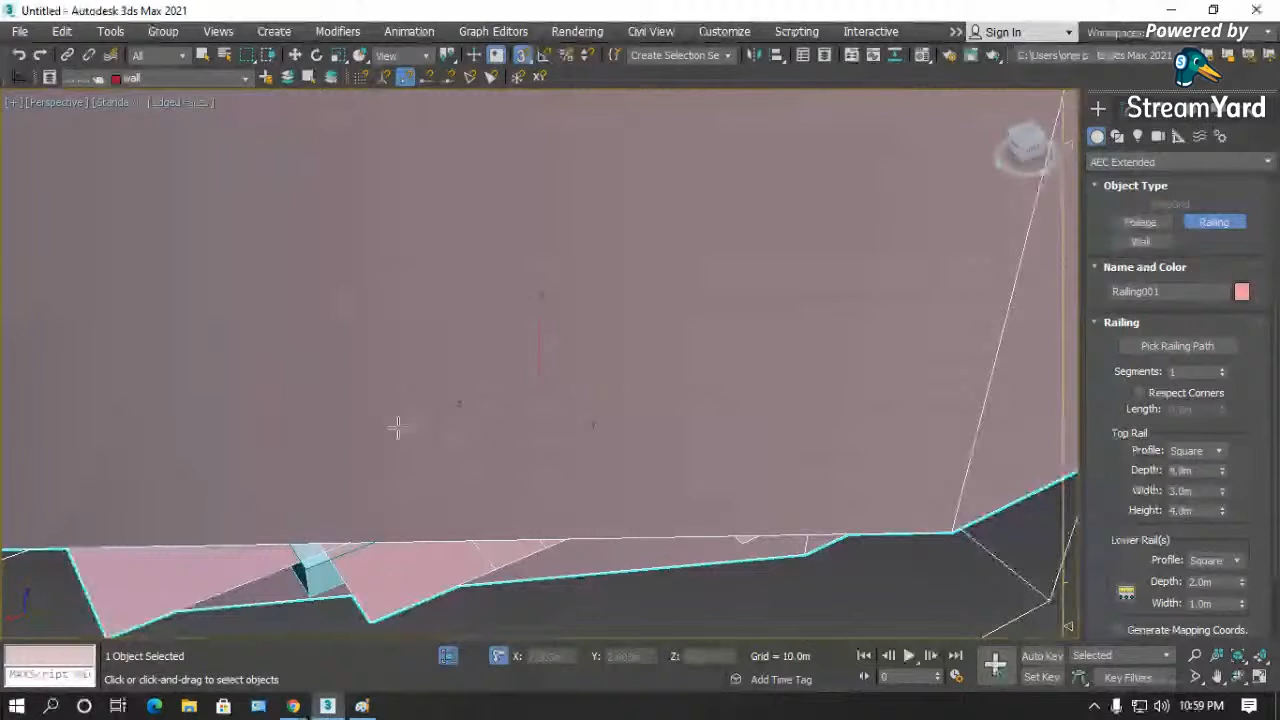 Untitled - Autodesk 3ds Max 2021
Powered by
File Edit Tools Group Views Create Modifiers Animation Graph Editors Rendering Civil View Customize Scripting Interactive Sign In Workspaces:
All View Create Selection Se
wall
StreamYard
[+] [Perspective]
AEC Extended
Object Type
Railing
Wall
Name and Color
Railing001
Railing
Pick Railing Path
Segments: 1
Respect Corners
Length:
Top Rail
Profile: Square
Depth:
Width: 3.0m
Height: 4.0m
Lower Rail(s)
Profile: Square
Depth: 2.0m
Width: 1.0m
Generate Mapping Coords.
1 Object Selected
X: Y: Z: Grid = 10.0m
Auto Key Selected
MAXScript
Click or click-and-drag to select objects
Add Time Tag
0
Set Key Key Filters...
10:59 PM